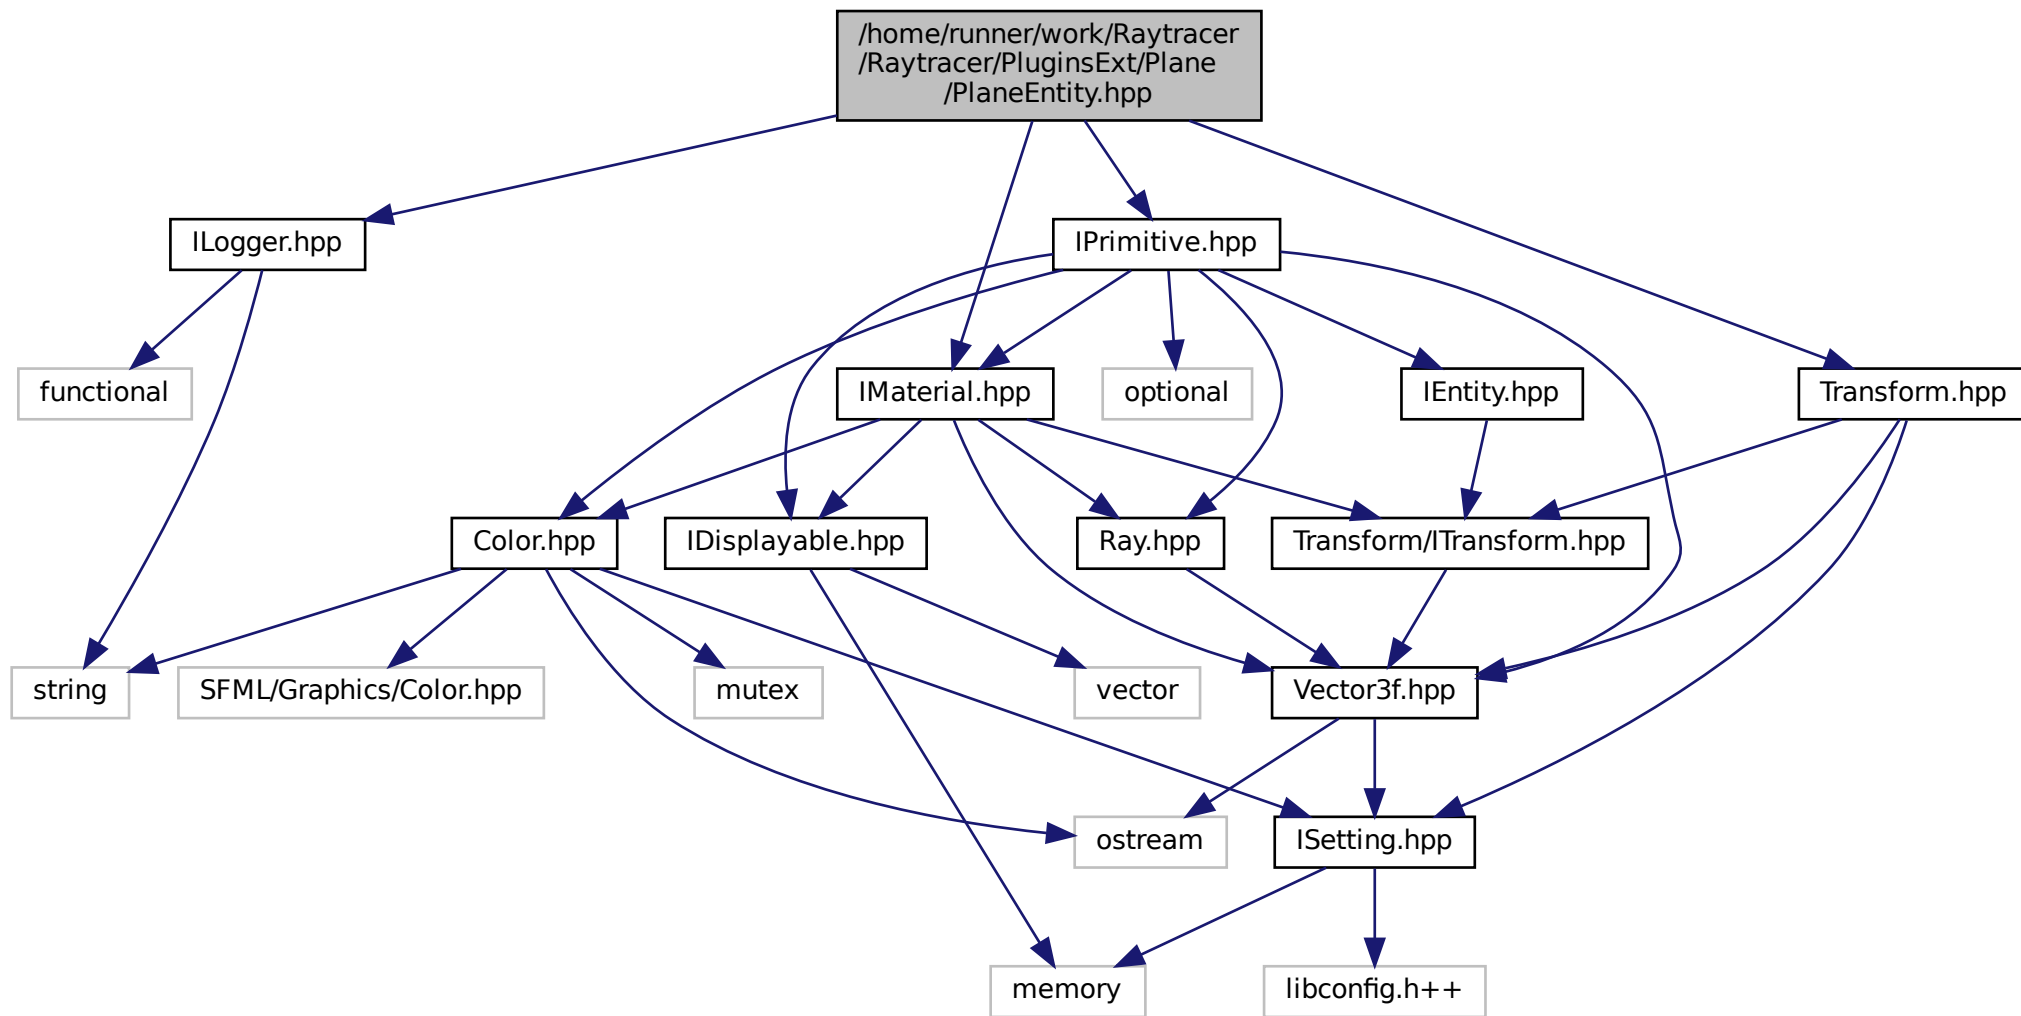 /home/runner/work/Raytracer
/Raytracer/PluginsExt/Plane
/PlaneEntity.hpp
ILogger.hpp
IPrimitive.hpp
functional
IMaterial.hpp
optional
IEntity.hpp
Transform.hpp
Color.hpp
IDisplayable.hpp
Ray.hpp
Transform/ITransform.hpp
string
SFML/Graphics/Color.hpp
mutex
vector
Vector3f.hpp
ostream
ISetting.hpp
memory
libconfig.h++